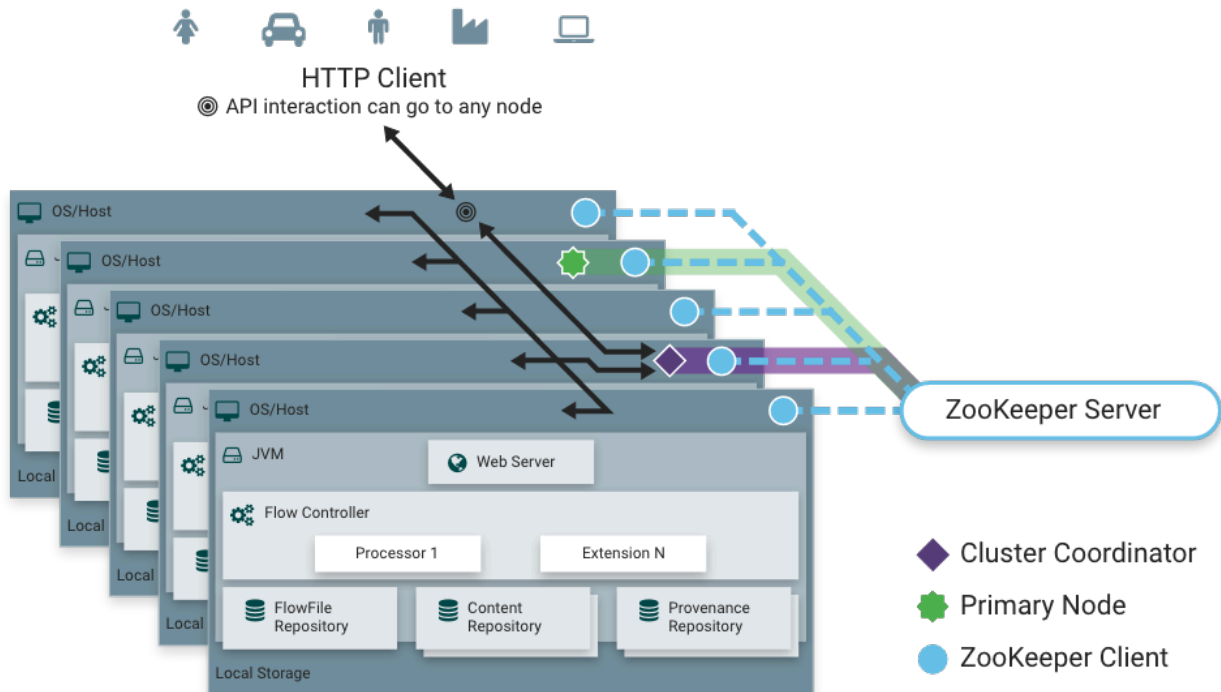 HTTP Client
API interaction can go to any node
OS/Host
OS/Host
OS/Host
OS/Host
OS/Host
JVM
Web Server
Flow Controller
Processor 1
Extension N
FlowFile
Repository
Content
Repository
Provenance
Repository
Local
Local
Local
Local
Local Storage
ZooKeeper Server
Cluster Coordinator
Primary Node
ZooKeeper Client